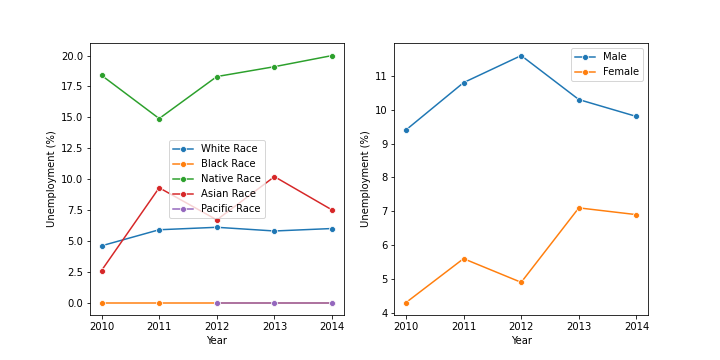 20.0
17.5
15.0
12.5
10.0
7.5
5.0
2.5
0.0
Unemployment (%)
White Race
Black Race
Native Race
Asian Race
Pacific Race
2010 2011 2012 2013 2014
Year
11
10
9
8
7
6
5
4
Unemployment (%)
Male
Female
2010 2011 2012 2013 2014
Year